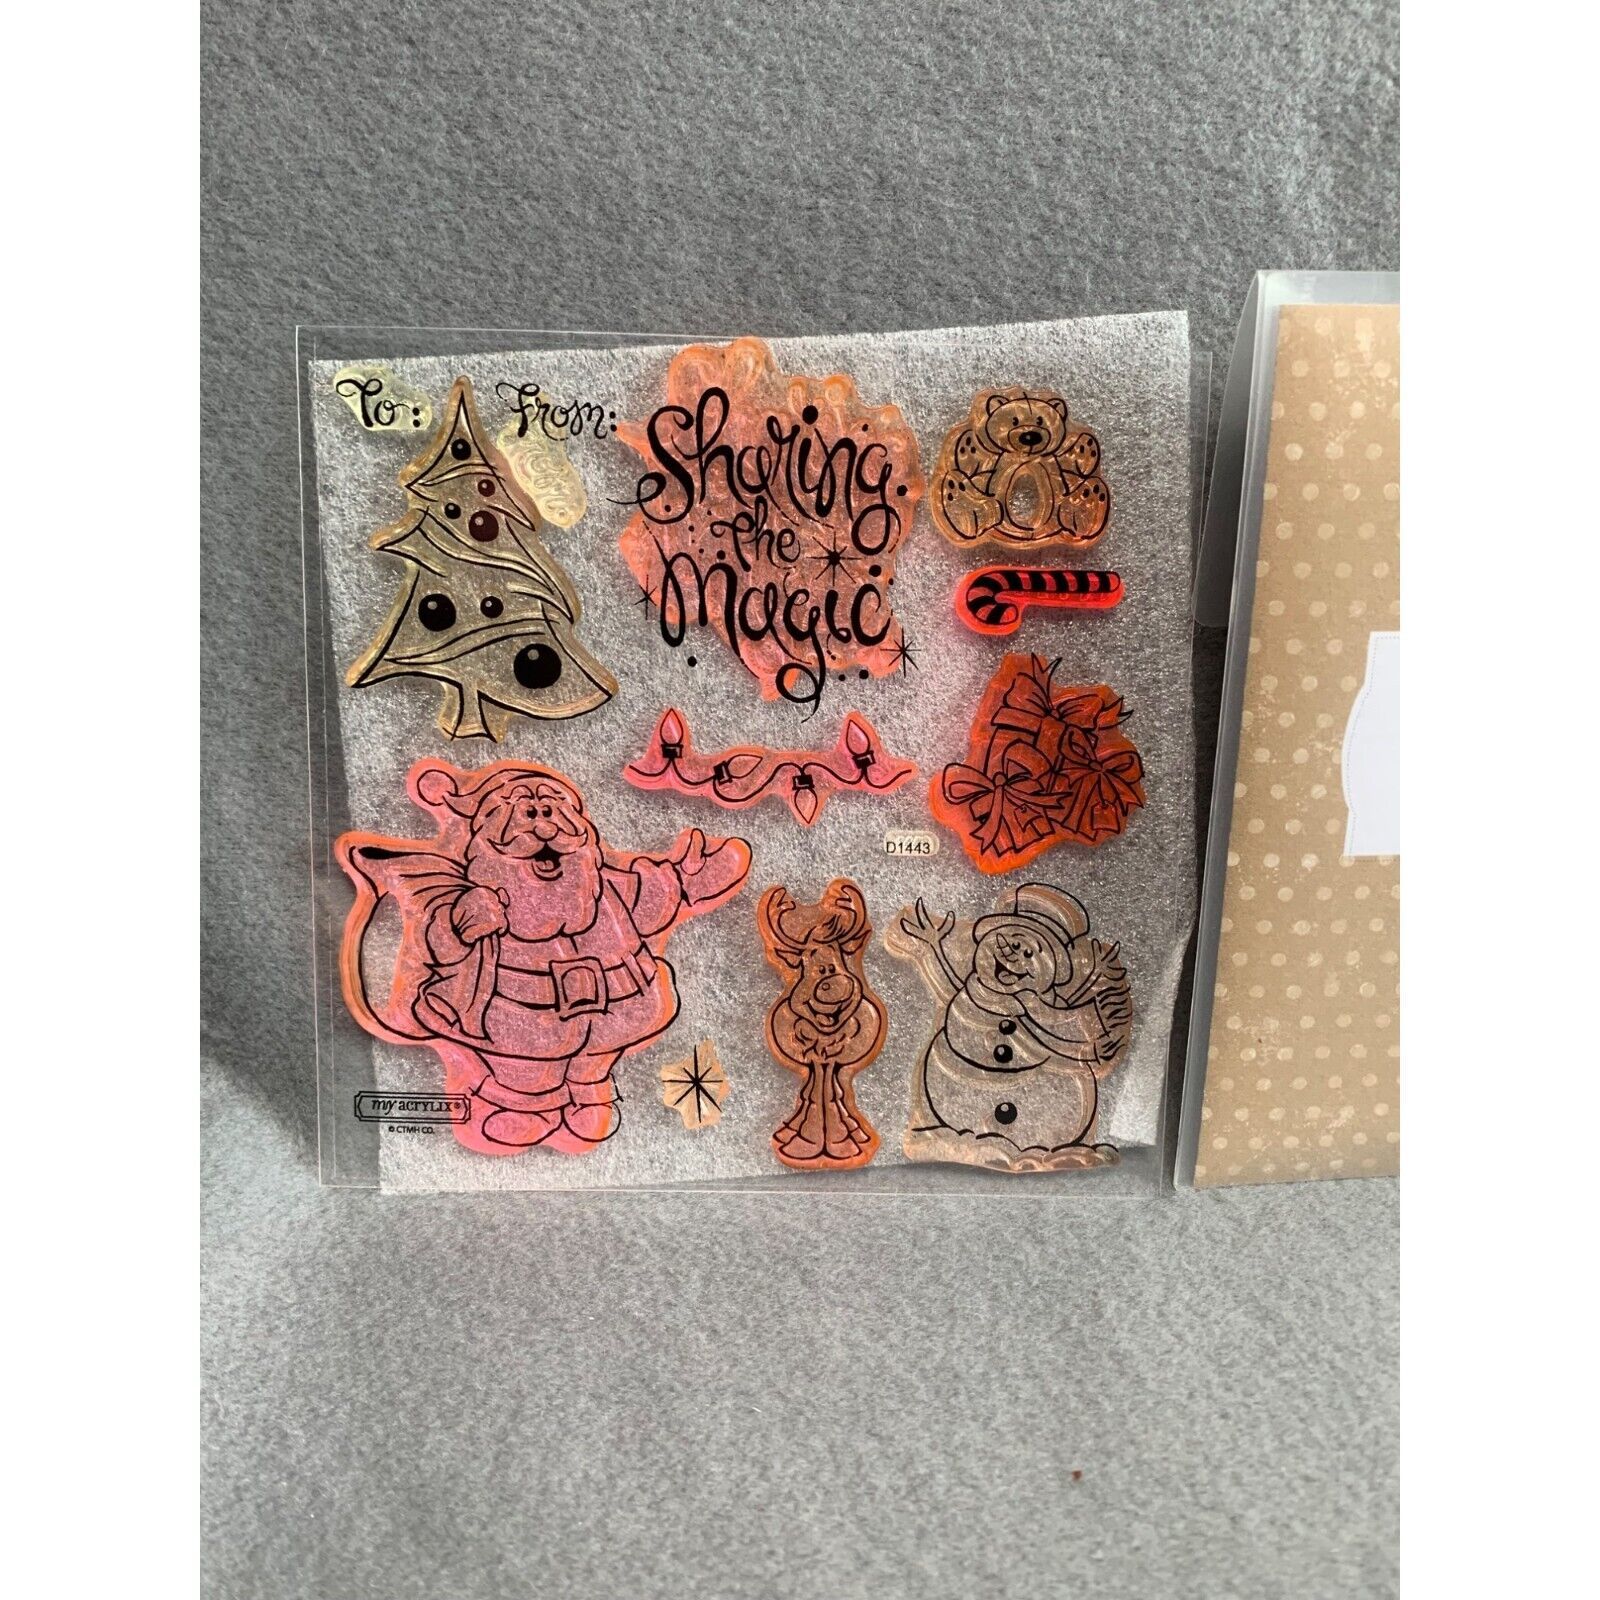 To:
From:
Sharing
the
Magic
D1443
my ACRYLIX®
© CTMH CO.